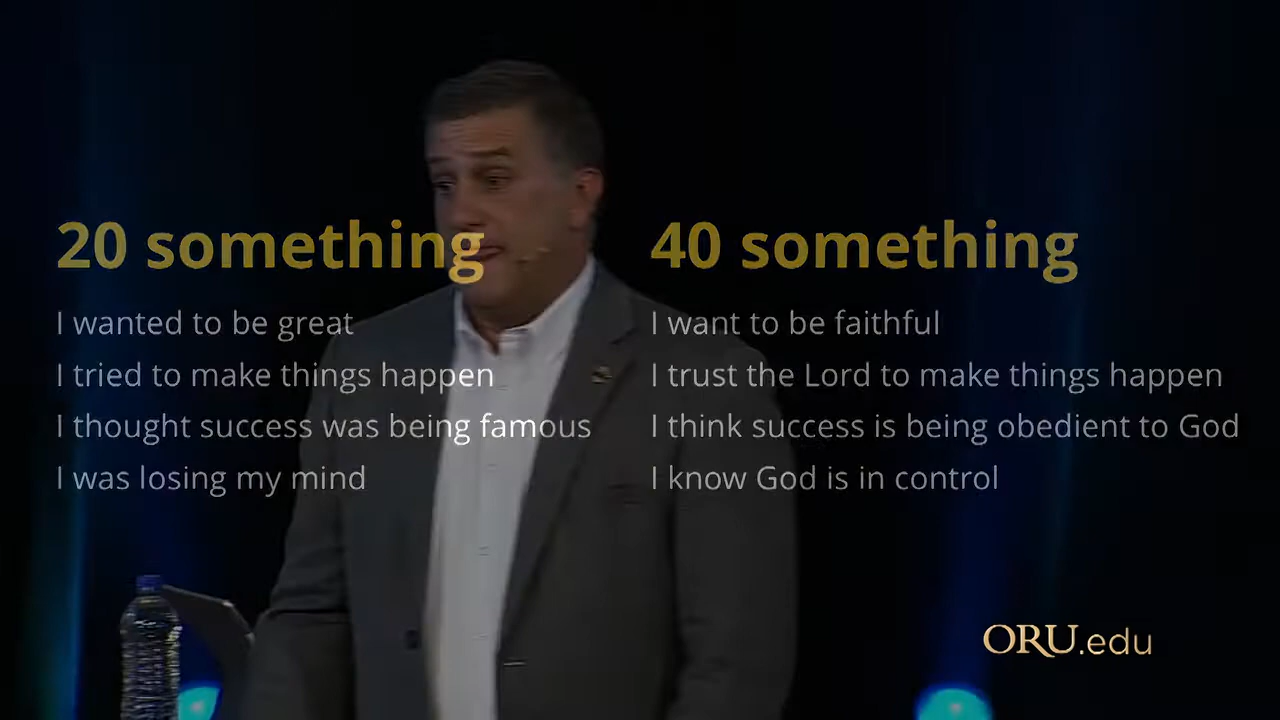 20 something
I wanted to be great
I tried to make things happen
I thought success was being famous
I was losing my mind
40 something
I want to be faithful
I trust the Lord to make things happen
I think success is being obedient to God
I know God is in control
ORU.edu